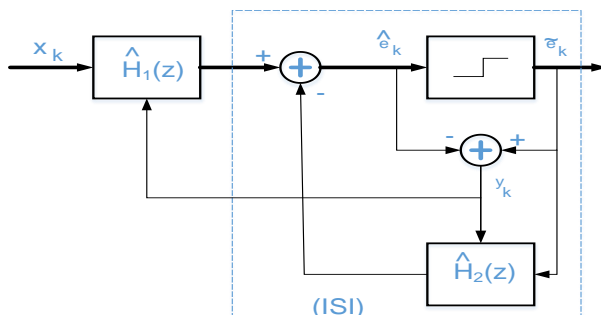 x k
Ĥ1(z)
+
+
-
ê k
ẽ k
-
+
+
y k
Ĥ2(z)
(ISI)